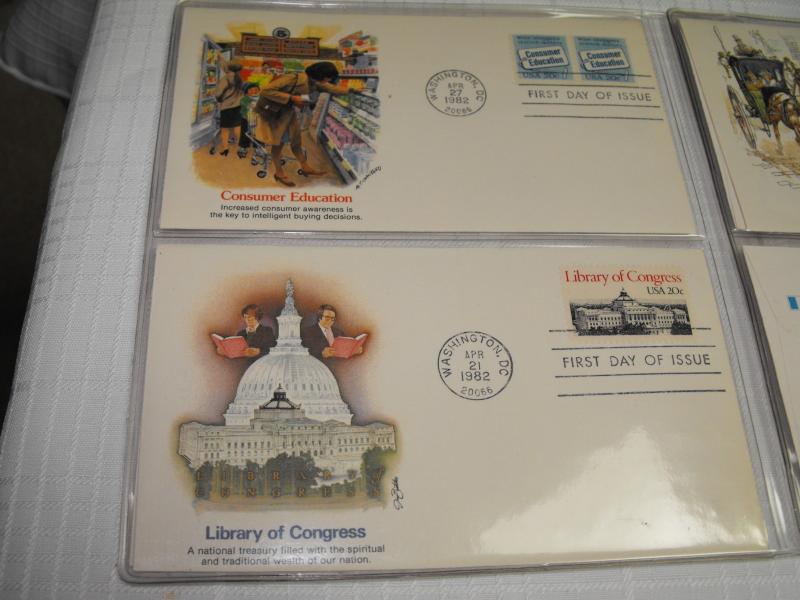 WASHINGTON, DC
APR
27
1982
20066
Consumer
Education
USA 20c
Consumer
Education
USA 20c
FIRST DAY OF ISSUE
Consumer Education
Increased consumer awareness is
the key to intelligent buying decisions.
WASHINGTON, DC
APR
21
1982
20066
Library of Congress
USA 20c
FIRST DAY OF ISSUE
LIBRARY of
CONGRESS
Library of Congress
A national treasury filled with the spiritual
and traditional wealth of our nation.